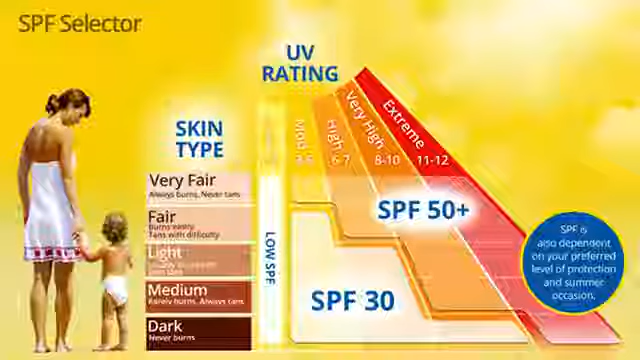 SPF Selector
UV
RATING
SKIN
TYPE
Mod
High
Very High
Extreme
6-7
8-10
11-12
Very Fair
Always burns, Never tans
Fair
Burns easily
Tans with difficulty
Light
Medium
Rarely burns, Always tans
Dark
Never burns
LOW SPF
SPF 50+
SPF 30
SPF is
also dependent
on your preferred
level of protection
and summer
occasion.